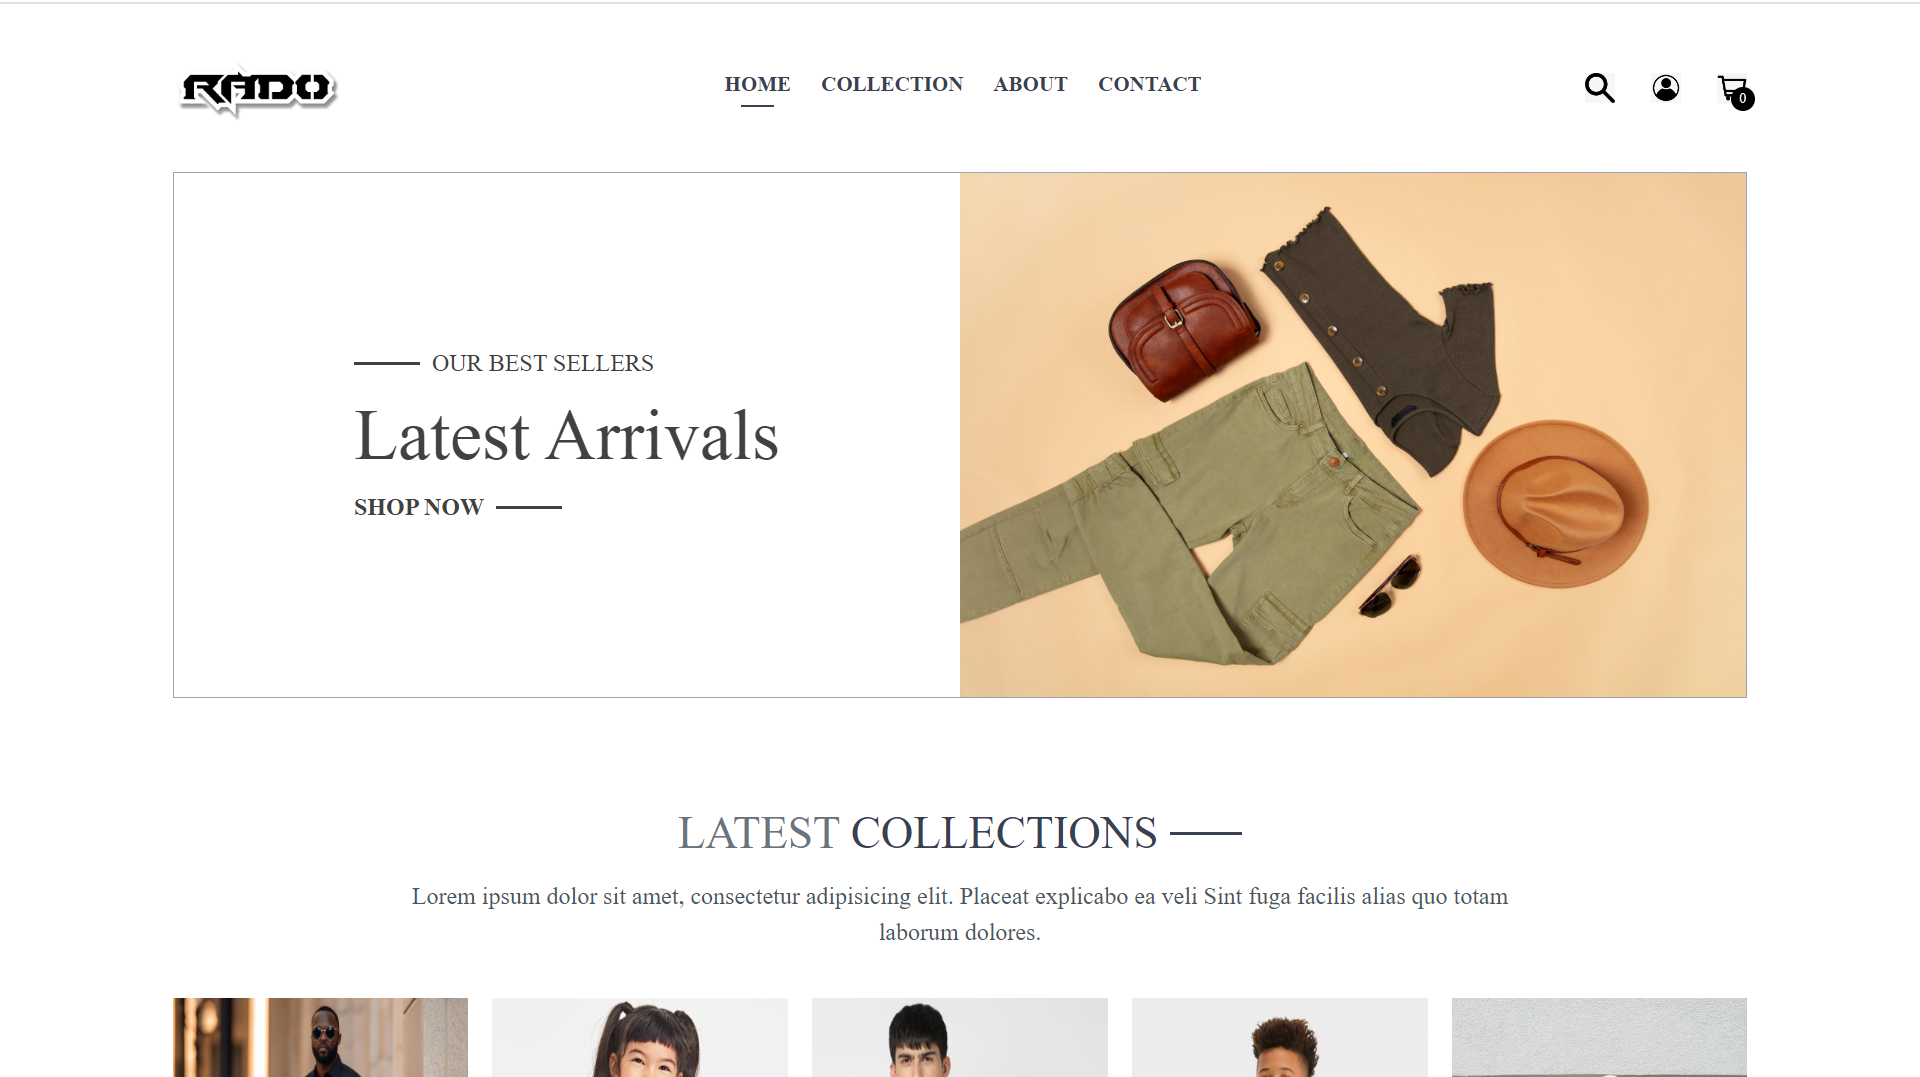 RADO
HOME COLLECTION ABOUT CONTACT
0
OUR BEST SELLERS
Latest Arrivals
SHOP NOW
LATEST COLLECTIONS
Lorem ipsum dolor sit amet, consectetur adipisicing elit. Placeat explicabo ea veli Sint fuga facilis alias quo totam
laborum dolores.